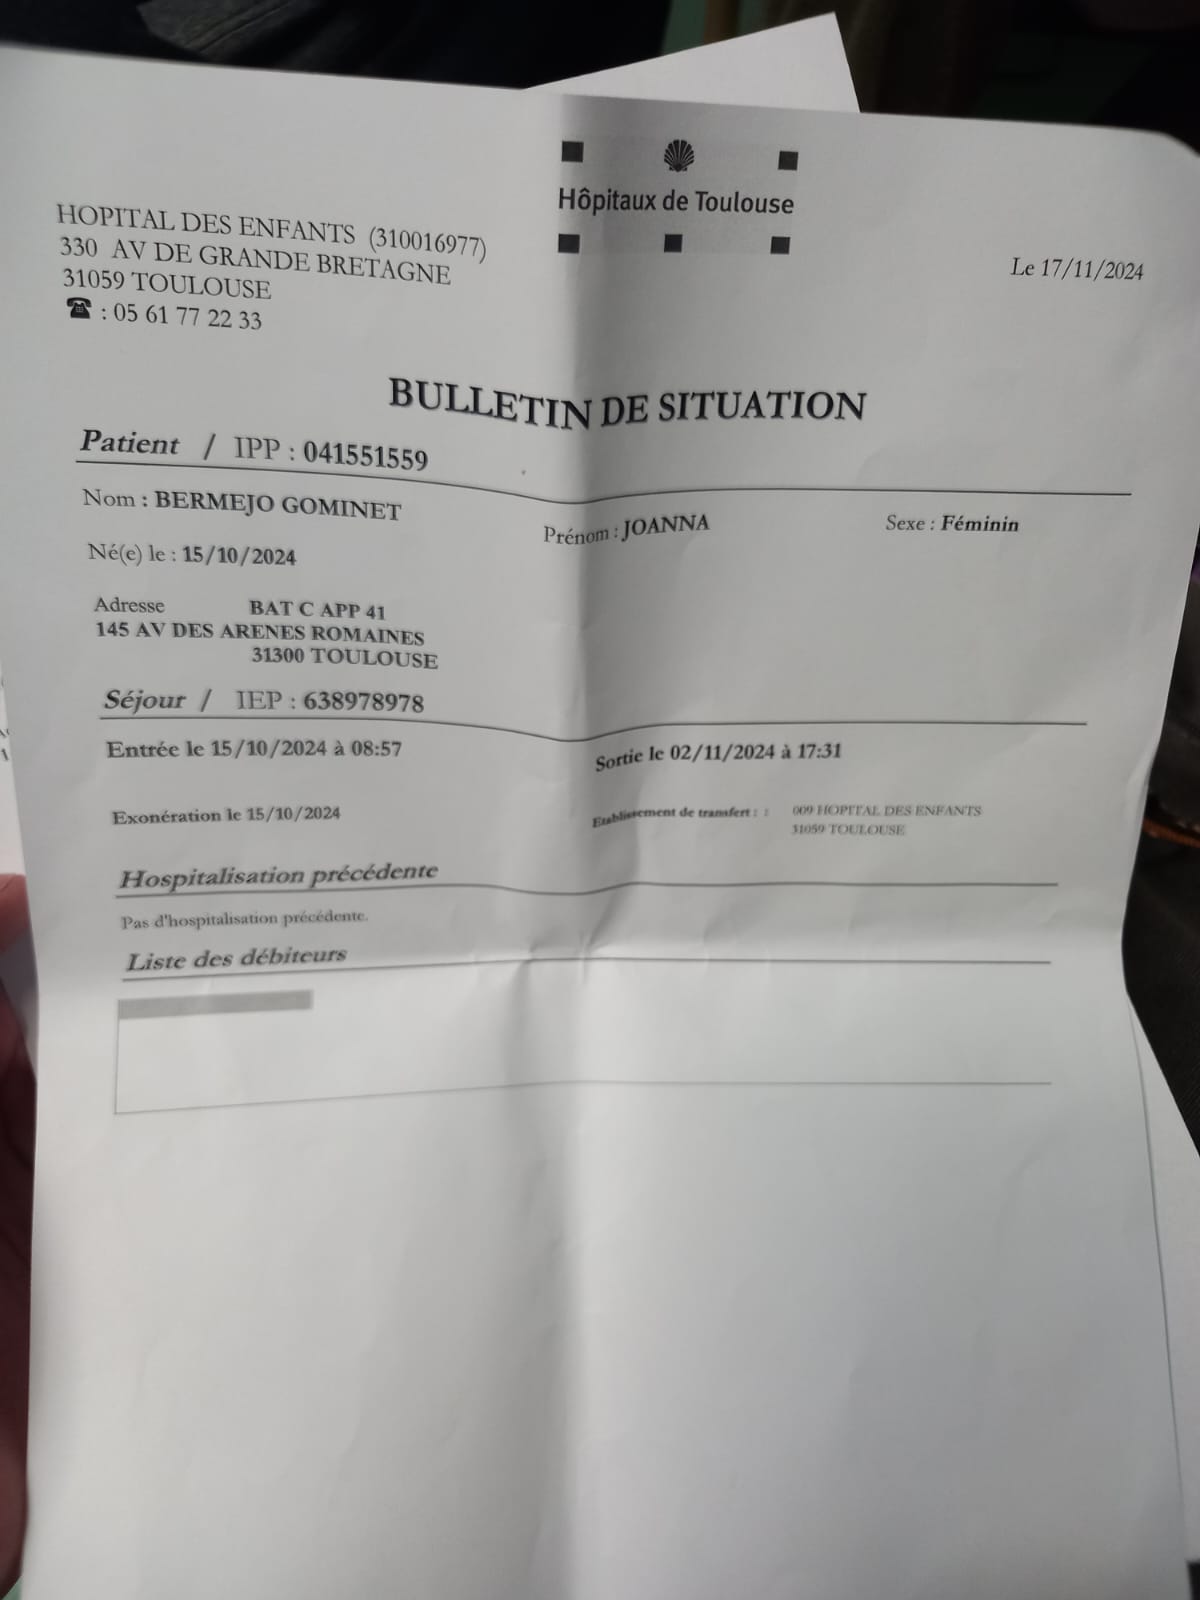 Hôpitaux de Toulouse
HOPITAL DES ENFANTS (310016977)
330 AV DE GRANDE BRETAGNE
31059 TOULOUSE
☎ : 05 61 77 22 33
Le 17/11/2024
BULLETIN DE SITUATION
Patient / IPP : 041551559
Nom : BERMEJO GOMINET Prénom : JOANNA Sexe : Féminin
Né(e) le : 15/10/2024
Adresse BAT C APP 41
145 AV DES ARENES ROMAINES
31300 TOULOUSE
Séjour / IEP : 638978978
Entrée le 15/10/2024 à 08:57 Sortie le 02/11/2024 à 17:31
Exonération le 15/10/2024 Etablissement de transfert : : 009 HOPITAL DES ENFANTS
31059 TOULOUSE
Hospitalisation précédente
Pas d'hospitalisation précédente.
Liste des débiteurs